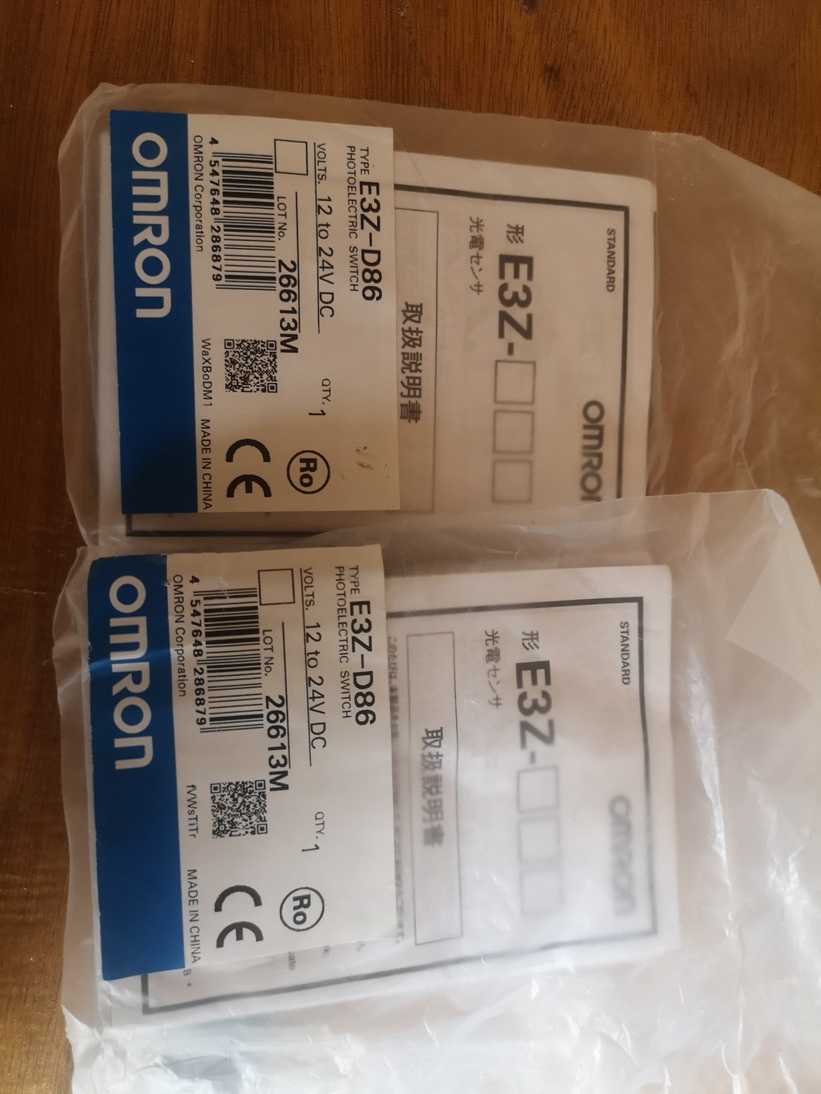 TYPE E3Z-D86
PHOTOELECTRIC SWITCH
VOLTS. 12 to 24V DC
QTY. 1
LOT No. 26613M
Ro
4 547648 286879
CE
OMRON Corporation
WaXBoDM1
MADE IN CHINA
OMRON
STANDARD
OMRON
形 E3Z-□□□
光電センサ
取扱説明書
TYPE E3Z-D86
PHOTOELECTRIC SWITCH
VOLTS. 12 to 24V DC
QTY. 1
LOT No. 26613M
Ro
4 547648 286879
CE
OMRON Corporation
fVWsTiTr
MADE IN CHINA
B *
OMRON
STANDARD
OMRON
形 E3Z-□□□
光電センサ
取扱説明書